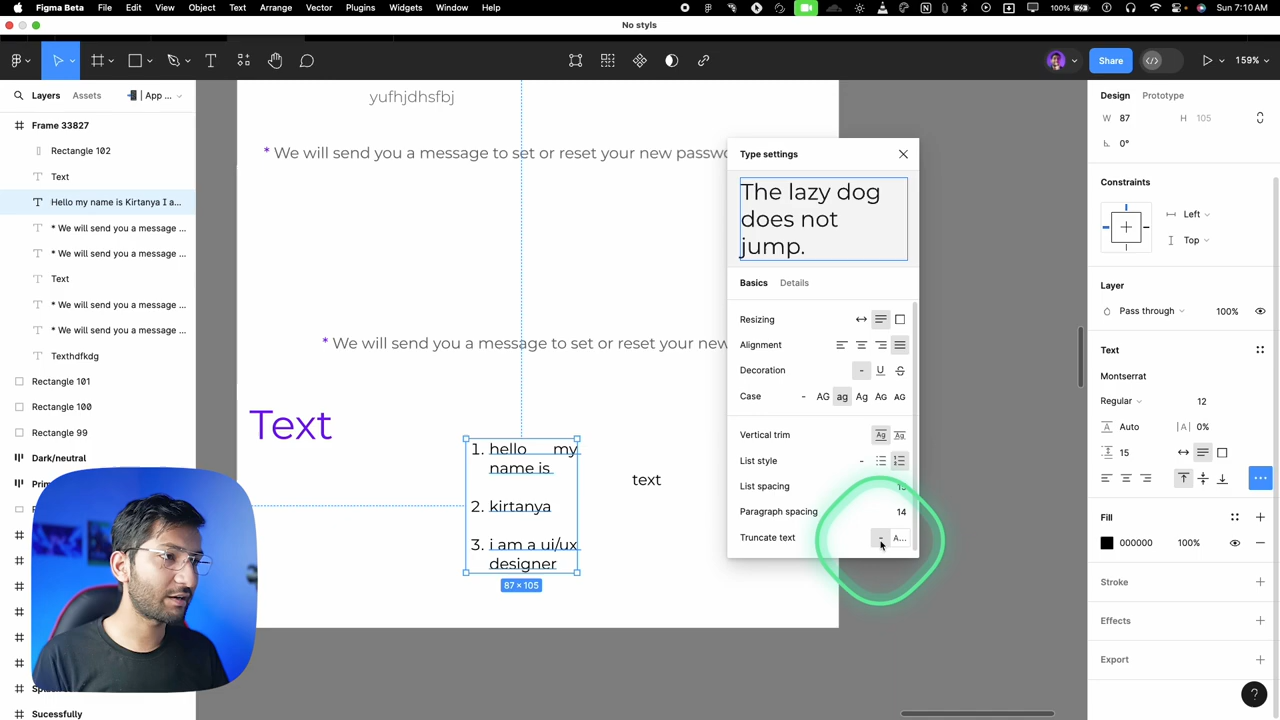 Figma Beta File Edit View Object Text Arrange Vector Plugins Widgets Window Help 100% Sun 7:10 AM
No styls
Share 159%
Layers Assets | App ...
Frame 33827
Rectangle 102
Text
Hello my name is Kirtanya I a...
* We will send you a message ...
* We will send you a message ...
Text
* We will send you a message ...
* We will send you a message ...
Texthdfkdg
Rectangle 101
Rectangle 100
Rectangle 99
Dark/neutral
Sucessfully
yufhjdhsfbj
* We will send you a message to set or reset your new
* We will send you a message to set or reset your new
Text
1. hello my
name is
2. kirtanya
3. i am a ui/ux
designer
87 × 105
text
Type settings
The lazy dog
does not
jump.
Basics Details
Resizing
Alignment
Decoration - U S
Case - AG ag Ag AG AG
Vertical trim Ag Ag
List style -
List spacing
Paragraph spacing 14
Truncate text - A...
Design Prototype
W 87 H 105
0°
Constraints
Left
Top
Layer
Pass through 100%
Text
Montserrat
Regular 12
Auto |A| 0%
15
Fill
000000 100%
Stroke
Effects
Export
?